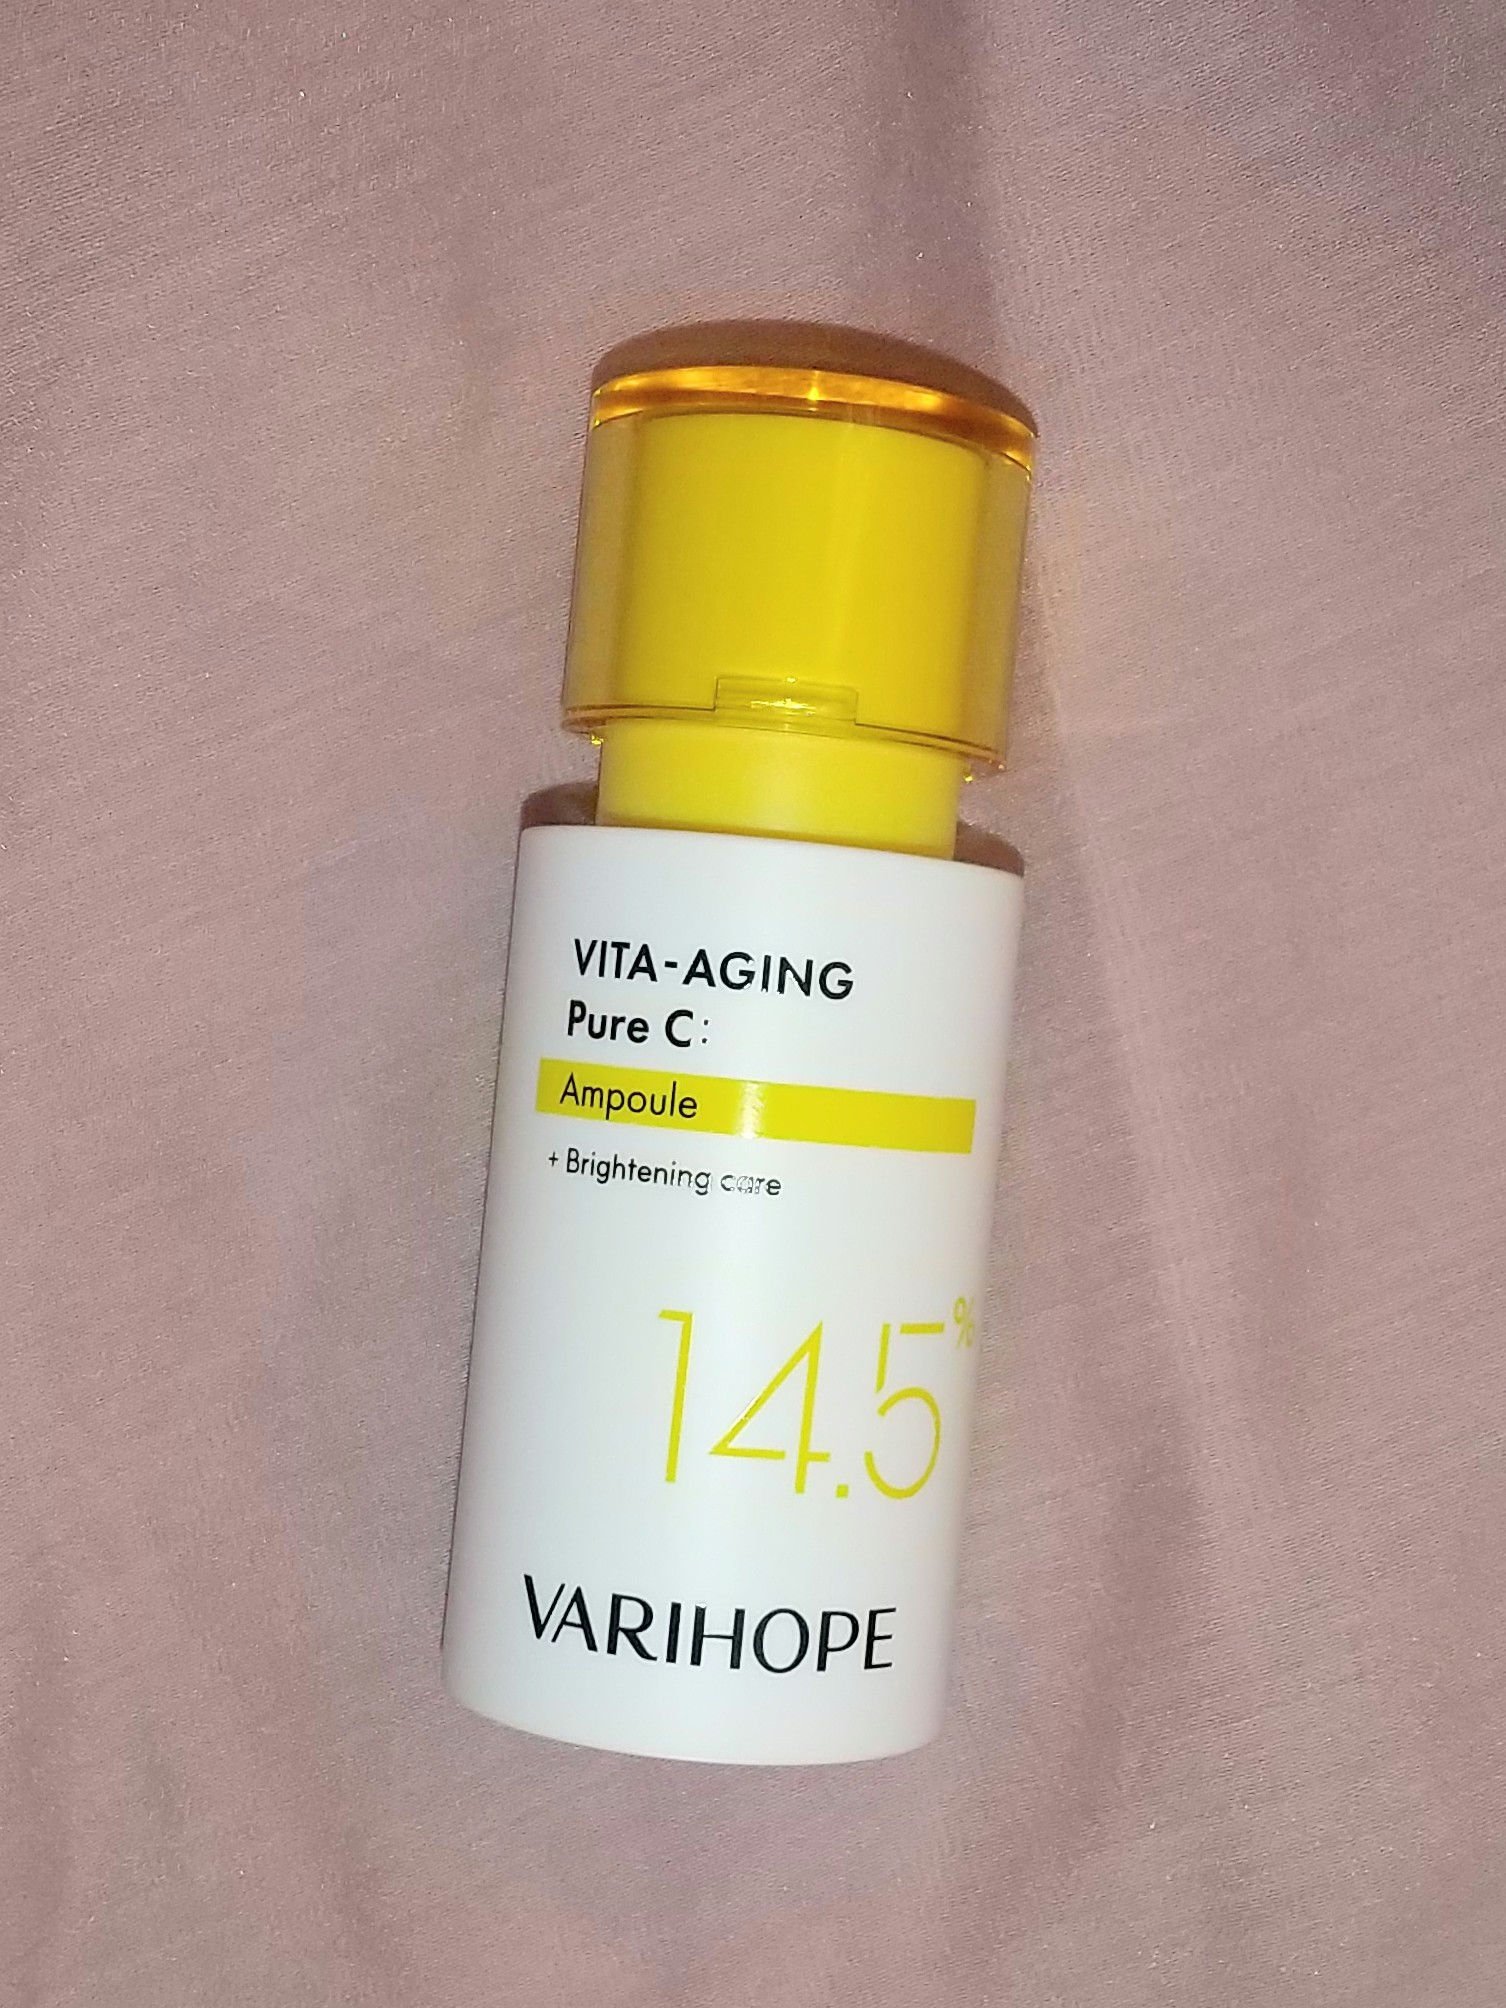 VITA-AGING
Pure C:
Ampoule
+ Brightening care
14.5%
VARIHOPE